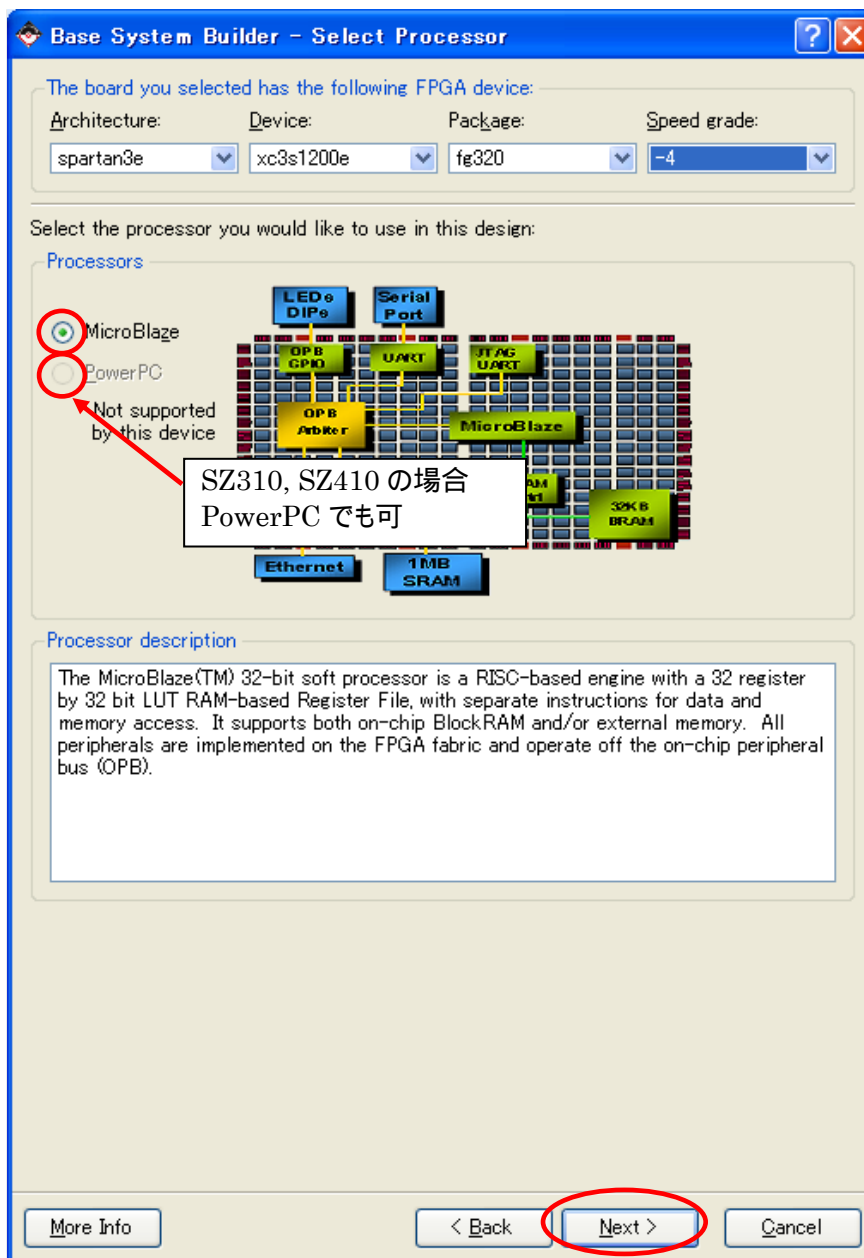 Base System Builder - Select Processor
The board you selected has the following FPGA device:
Architecture: Device: Package: Speed grade:
spartan3e xc3s1200e fg320 -4
Select the processor you would like to use in this design:
Processors
MicroBlaze
PowerPC
Not supported
by this device
LEDs
DIPs
Serial
Port
OPB
GPIO
UART
JTAG
UART
OPB
Arbiter
MicroBlaze
SZ310, SZ410 の場合
PowerPC でも可
32KB
BRAM
Ethernet
1MB
SRAM
Processor description
The MicroBlaze(TM) 32-bit soft processor is a RISC-based engine with a 32 register
by 32 bit LUT RAM-based Register File, with separate instructions for data and
memory access. It supports both on-chip BlockRAM and/or external memory. All
peripherals are implemented on the FPGA fabric and operate off the on-chip peripheral
bus (OPB).
More Info < Back Next > Cancel